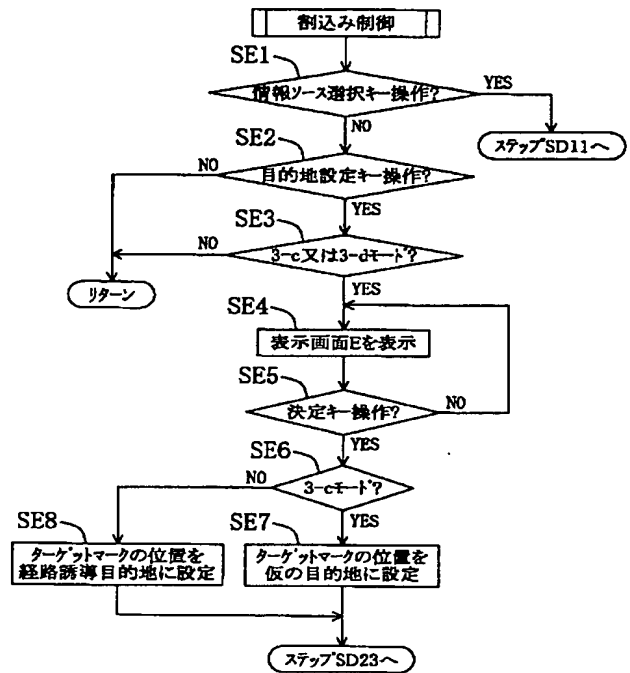 割込み制御
SE1
情報ソース選択キー操作?
YES
NO
ステップSD11へ
SE2
NO
目的地設定キー操作?
YES
SE3
NO
3-c又は3-dモード?
リターン
YES
SE4
表示画面Eを表示
SE5
決定キー操作?
NO
YES
SE6
NO
3-cモード?
YES
SE8
SE7
ターゲットマークの位置を
経路誘導目的地に設定
ターゲットマークの位置を
仮の目的地に設定
ステップSD23へ